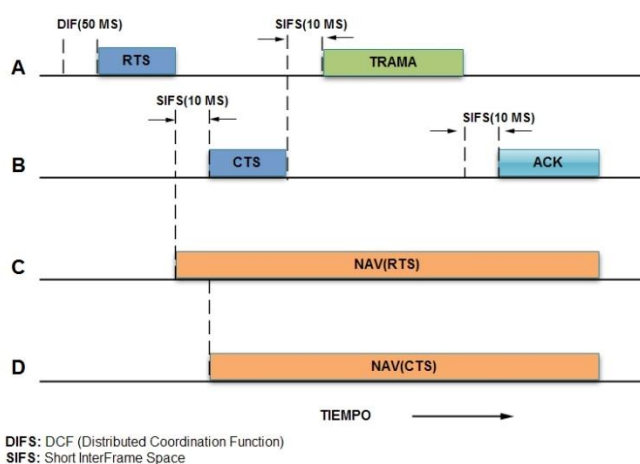 DIF(50 MS)
SIFS(10 MS)
A
RTS
TRAMA
SIFS(10 MS)
SIFS(10 MS)
B
CTS
ACK
C
NAV(RTS)
D
NAV(CTS)
TIEMPO
DIFS: DCF (Distributed Coordination Function)
SIFS: Short InterFrame Space